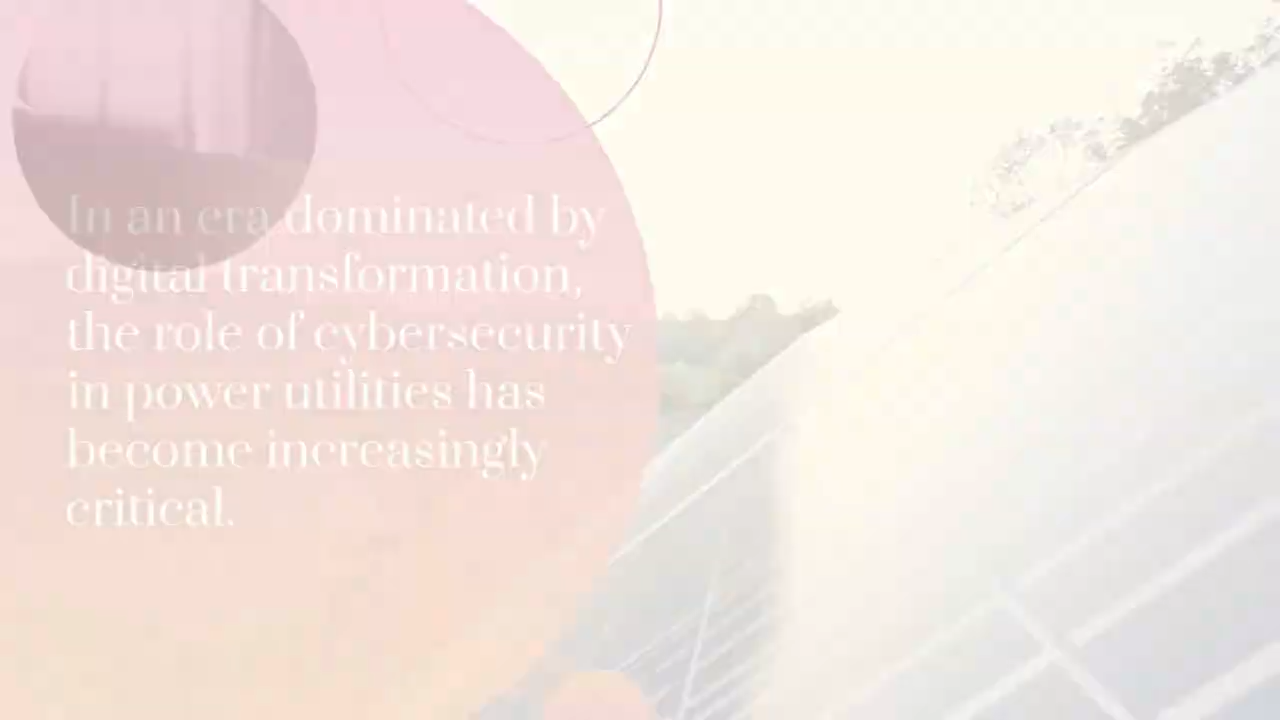 In an era dominated by
digital transformation,
the role of cybersecurity
in power utilities has
become increasingly
critical.